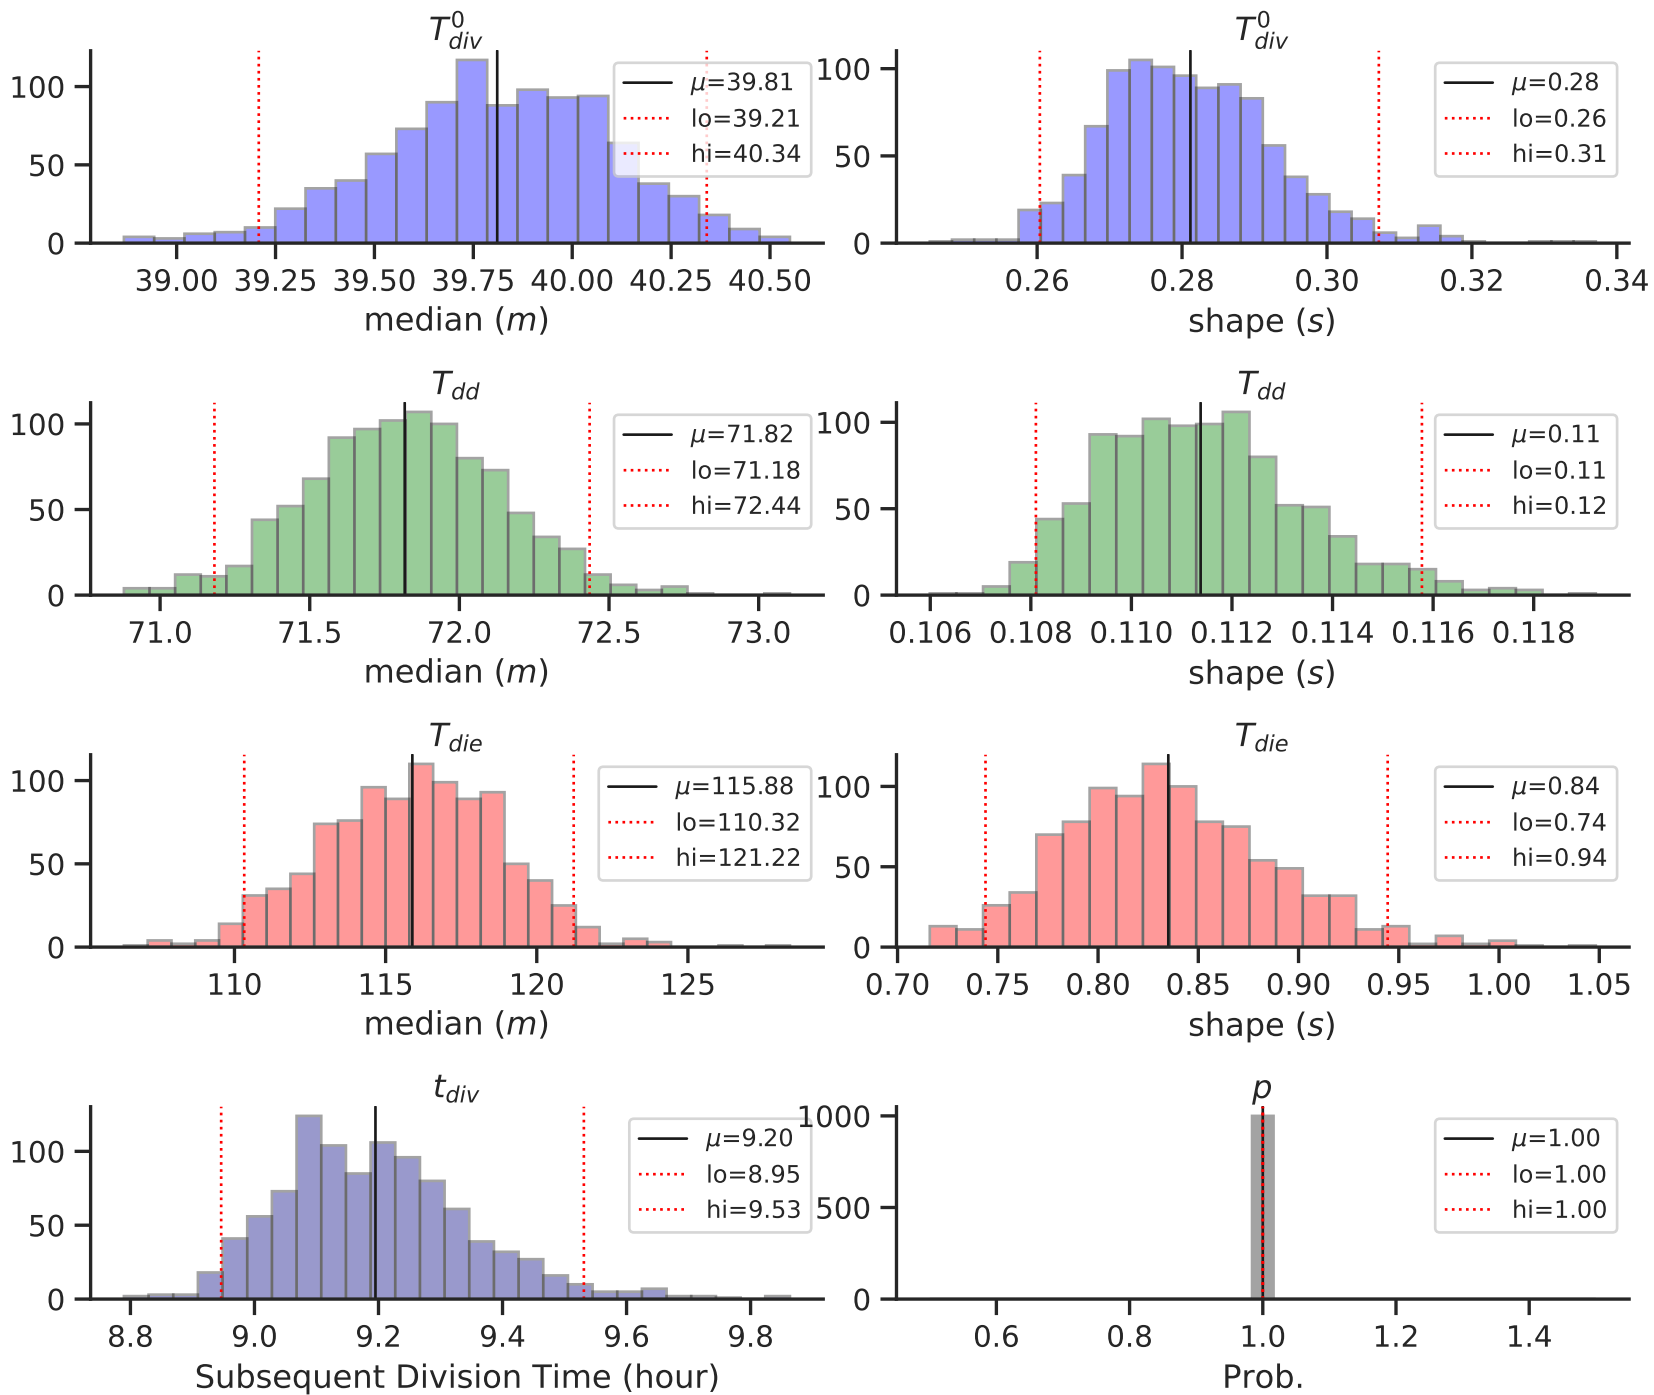 T⁰div
100
50
0
μ=39.81
lo=39.21
hi=40.34
39.00 39.25 39.50 39.75 40.00 40.25 40.50
median (m)
T⁰div
100
50
0
μ=0.28
lo=0.26
hi=0.31
0.26 0.28 0.30 0.32 0.34
shape (s)
Tdd
100
50
0
μ=71.82
lo=71.18
hi=72.44
71.0 71.5 72.0 72.5 73.0
median (m)
Tdd
100
50
0
μ=0.11
lo=0.11
hi=0.12
0.106 0.108 0.110 0.112 0.114 0.116 0.118
shape (s)
Tdie
100
50
0
μ=115.88
lo=110.32
hi=121.22
110 115 120 125
median (m)
Tdie
100
50
0
μ=0.84
lo=0.74
hi=0.94
0.70 0.75 0.80 0.85 0.90 0.95 1.00 1.05
shape (s)
tdiv
100
50
0
μ=9.20
lo=8.95
hi=9.53
8.8 9.0 9.2 9.4 9.6 9.8
Subsequent Division Time (hour)
p
1000
500
0
μ=1.00
lo=1.00
hi=1.00
0.6 0.8 1.0 1.2 1.4
Prob.